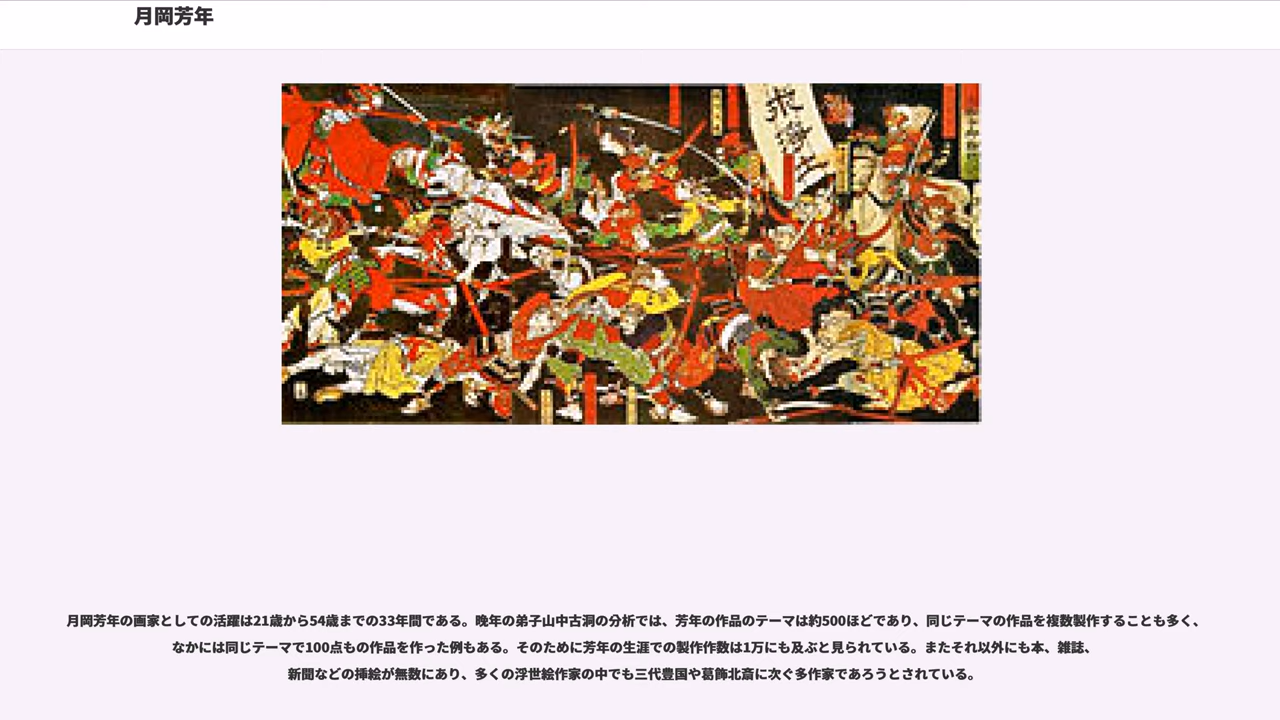 月岡芳年
月岡芳年の画家としての活躍は21歳から54歳までの33年間である。晩年の弟子山中古洞の分析では、芳年の作品のテーマは約500ほどであり、同じテーマの作品を複数製作することも多く、
なかには同じテーマで100点もの作品を作った例もある。そのために芳年の生涯での製作作数は1万にも及ぶと見られている。またそれ以外にも本、雑誌、
新聞などの挿絵が無数にあり、多くの浮世絵作家の中でも三代豊国や葛飾北斎に次ぐ多作家であろうとされている。